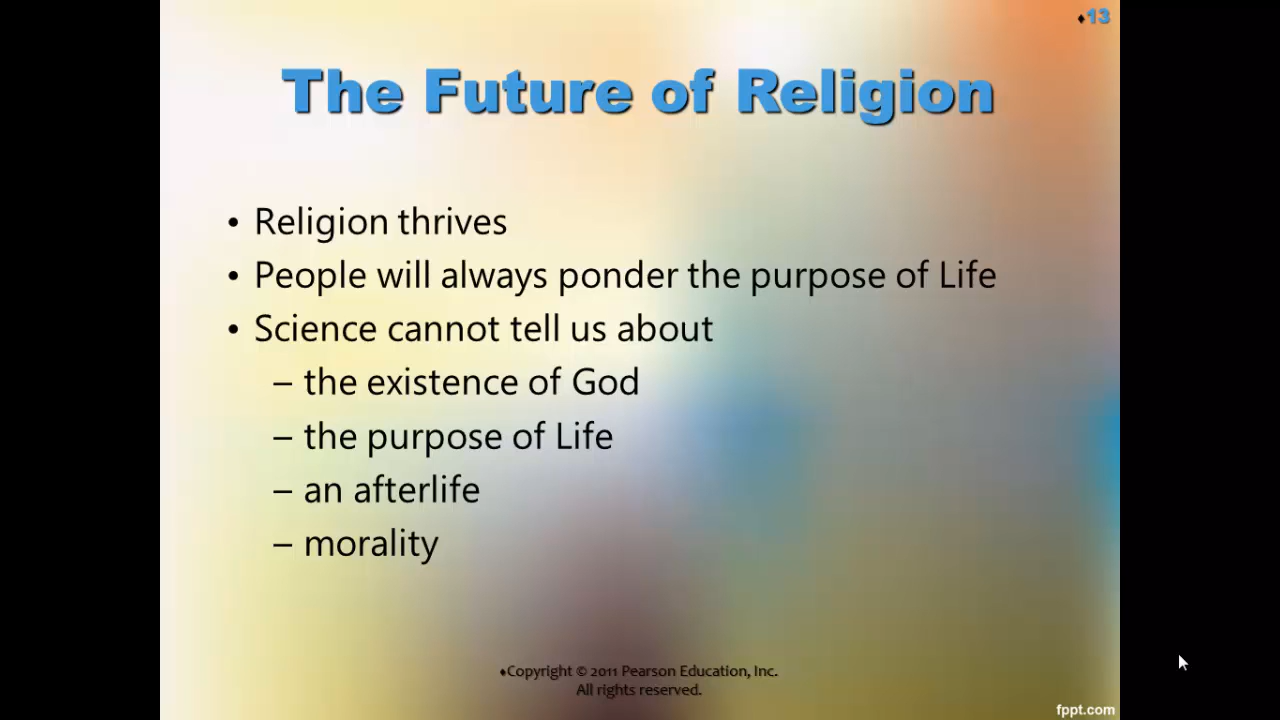 ♦13
The Future of Religion
• Religion thrives
• People will always ponder the purpose of Life
• Science cannot tell us about
– the existence of God
– the purpose of Life
– an afterlife
– morality
♦Copyright © 2011 Pearson Education, Inc.
All rights reserved.
fppt.com